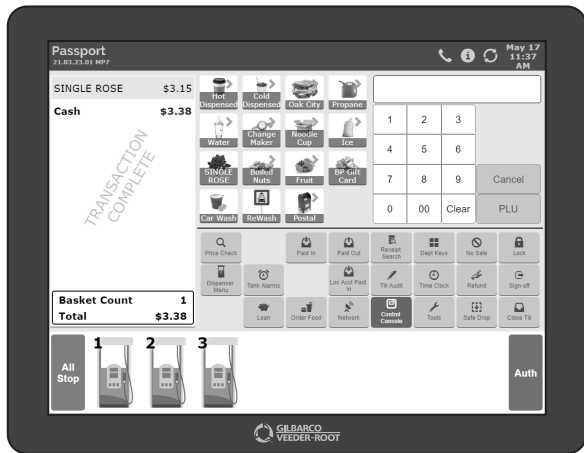 Passport
21.03.23.01 MP7
May 17
11:37
AM
SINGLE ROSE $3.15
Cash $3.38
TRANSACTION
COMPLETE
Basket Count 1
Total $3.38
Hot
Dispensed
Cold
Dispensed
Oak City
Propane
Water
Change
Maker
Noodle
Cup
Ice
SINGLE
ROSE
Boiled
Nuts
Fruit
BP Gift
Card
Car Wash
ReWash
Postal
1 2 3
4 5 6
7 8 9 Cancel
0 00 Clear PLU
Price Check
Paid In
Paid Out
Receipt
Search
Dept Keys
No Sale
Lock
Dispenser
Menu
Tank Alarms
Loc Acct Paid
In
Till Audit
Time Clock
Refund
Sign-off
Loan
Order Food
Network
Control
Console
Tools
Safe Drop
Close Till
All
Stop
1 2 3
Auth
GILBARCO
VEEDER-ROOT